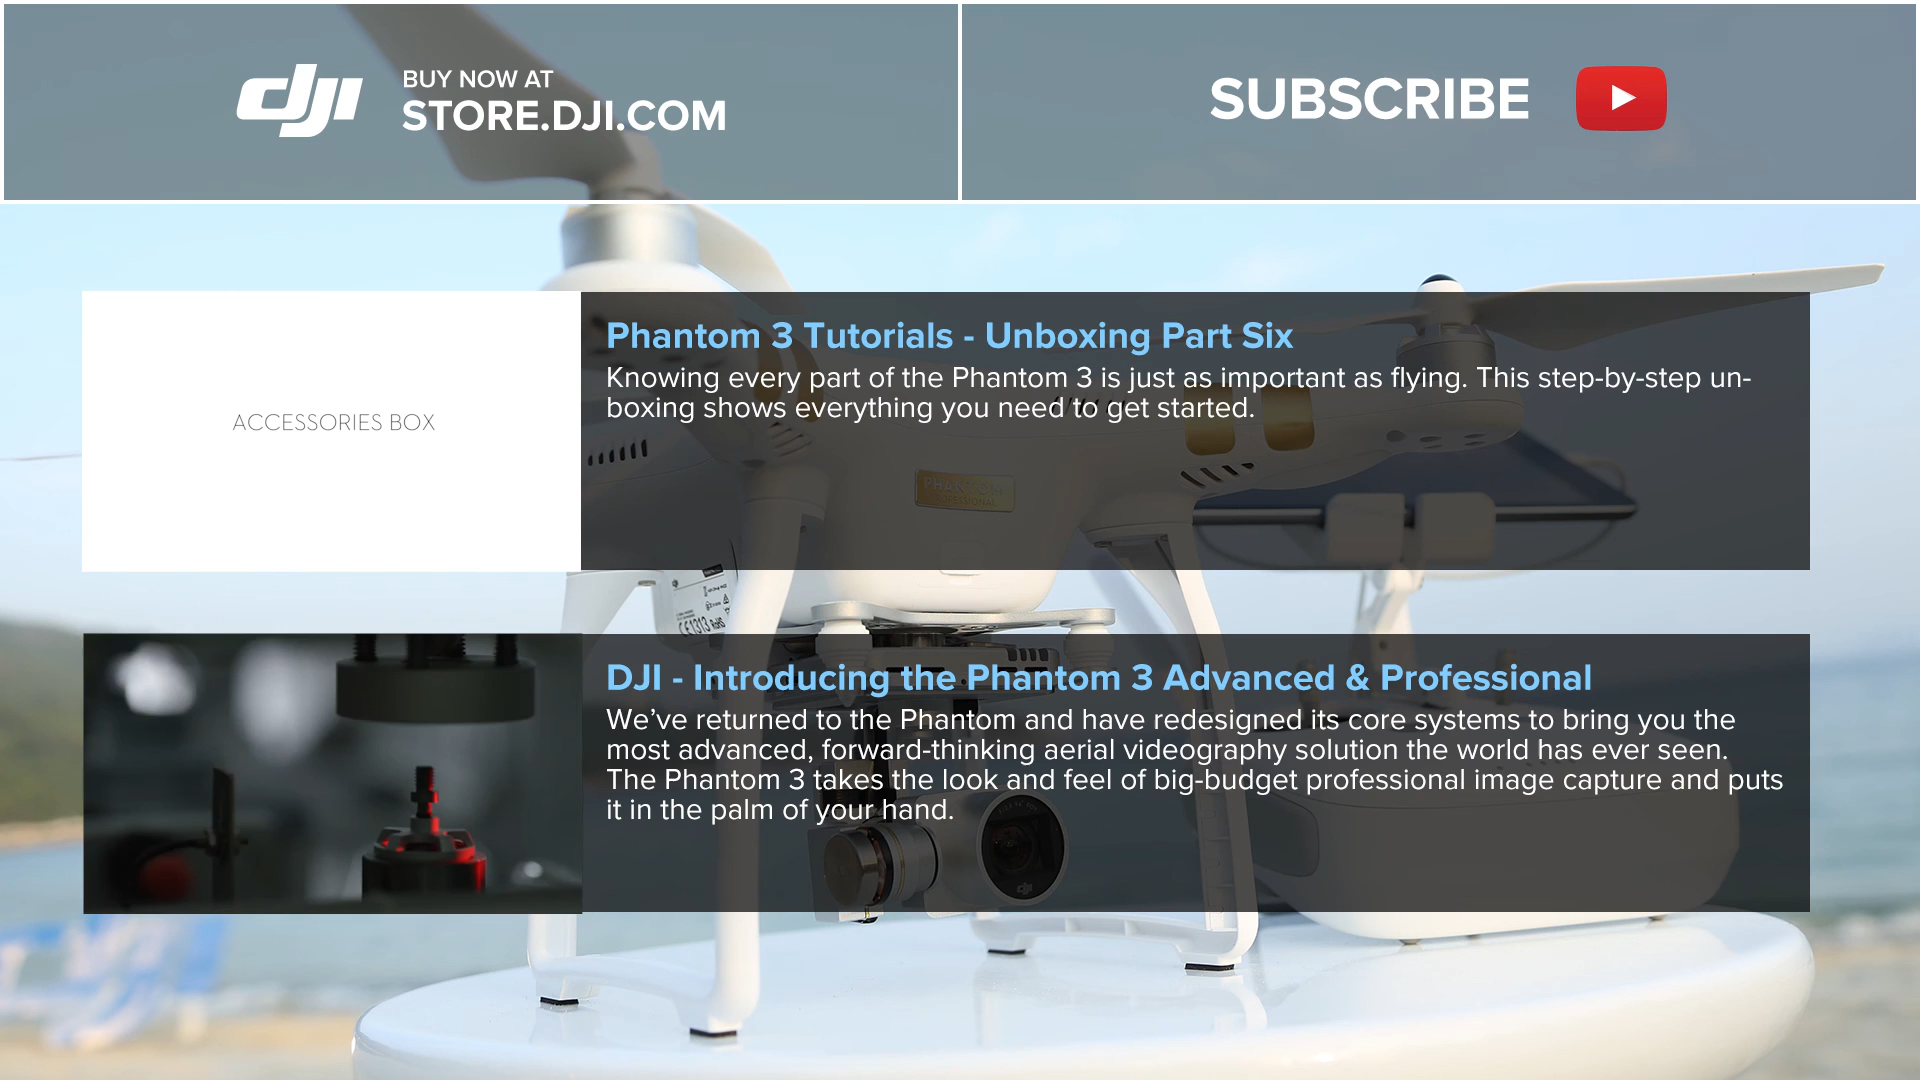 dji
BUY NOW AT
STORE.DJI.COM
SUBSCRIBE
ACCESSORIES BOX
Phantom 3 Tutorials - Unboxing Part Six
Knowing every part of the Phantom 3 is just as important as flying. This step-by-step un-
boxing shows everything you need to get started.
PHANTOM
PROFESSIONAL
CE1313 RoHS
DJI - Introducing the Phantom 3 Advanced & Professional
We’ve returned to the Phantom and have redesigned its core systems to bring you the
most advanced, forward-thinking aerial videography solution the world has ever seen.
The Phantom 3 takes the look and feel of big-budget professional image capture and puts
it in the palm of your hand.
dji